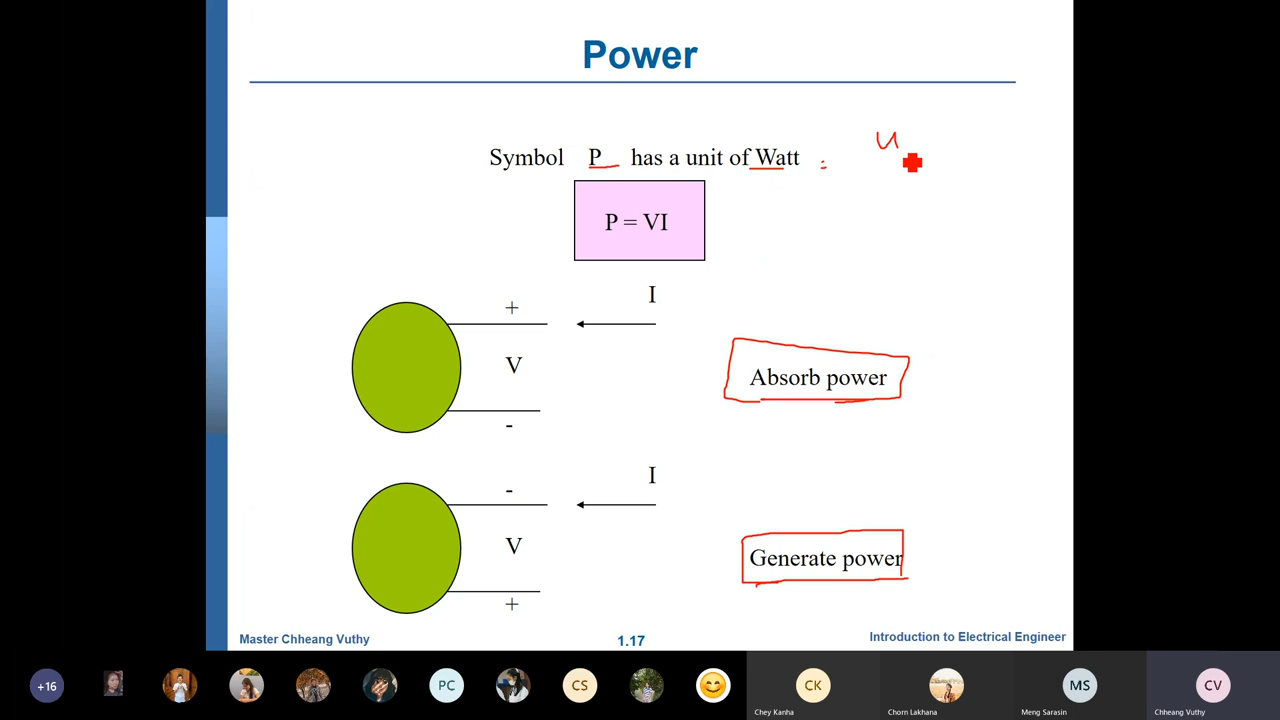 Power
Symbol P has a unit of Watt = u
P = VI
+
I
V
-
Absorb power
-
I
V
+
Generate power
Master Chheang Vuthy
1.17
Introduction to Electrical Engineer
+16
PC
CS
CK
Chey Kanha
Chorn Lakhana
MS
Meng Sarasin
CV
Chheang Vuthy